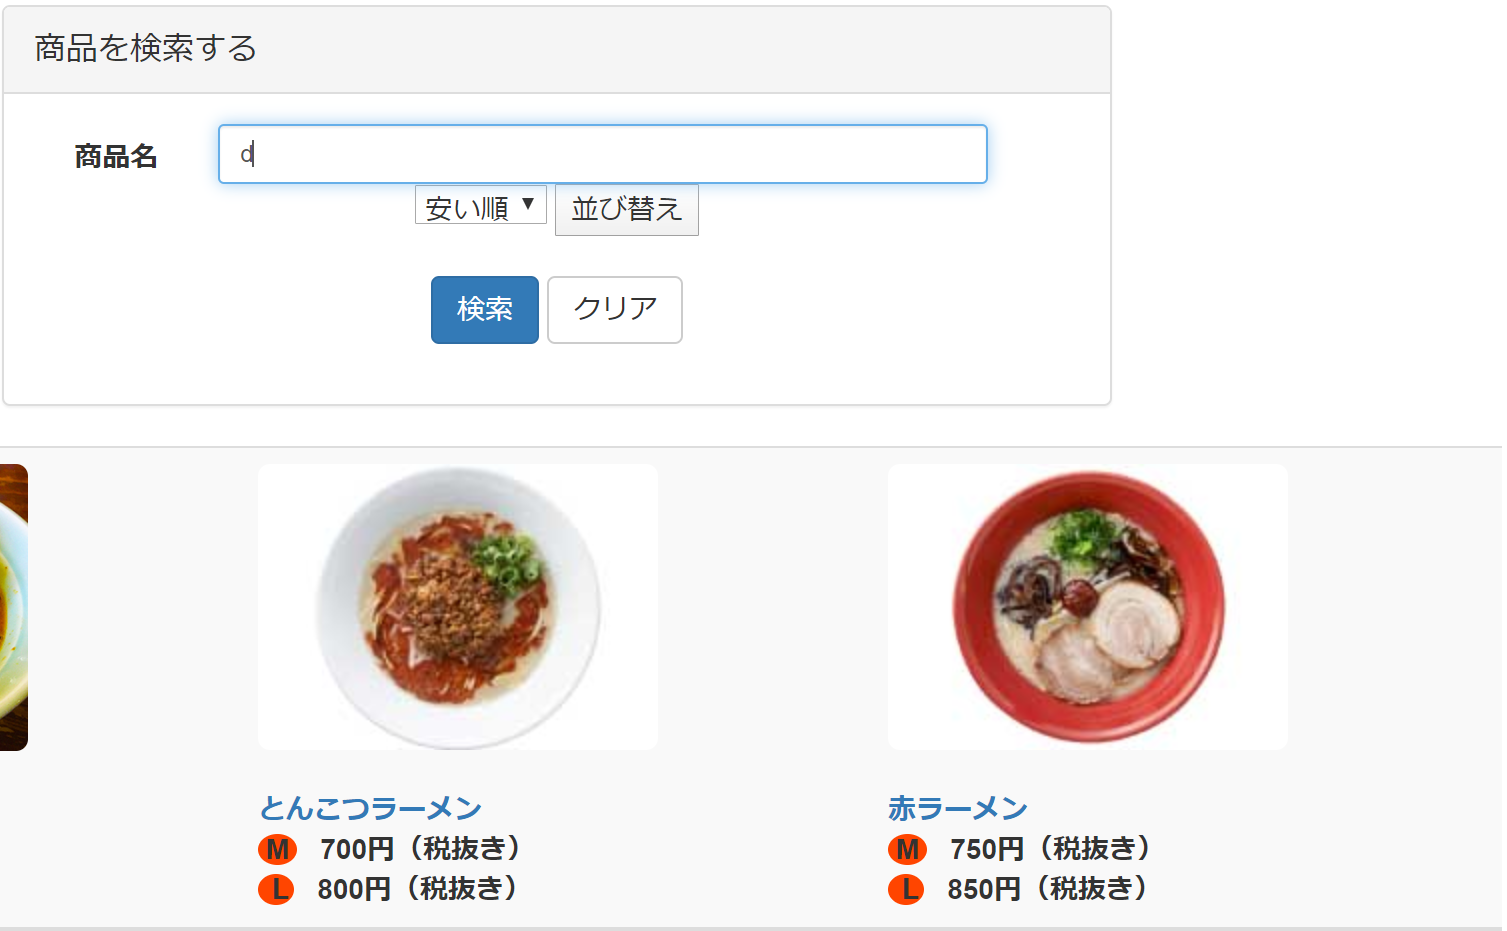 商品を検索する
商品名 d
安い順 ▼ 並び替え
検索 クリア
とんこつラーメン
M 700円（税抜き）
L 800円（税抜き）
赤ラーメン
M 750円（税抜き）
L 850円（税抜き）